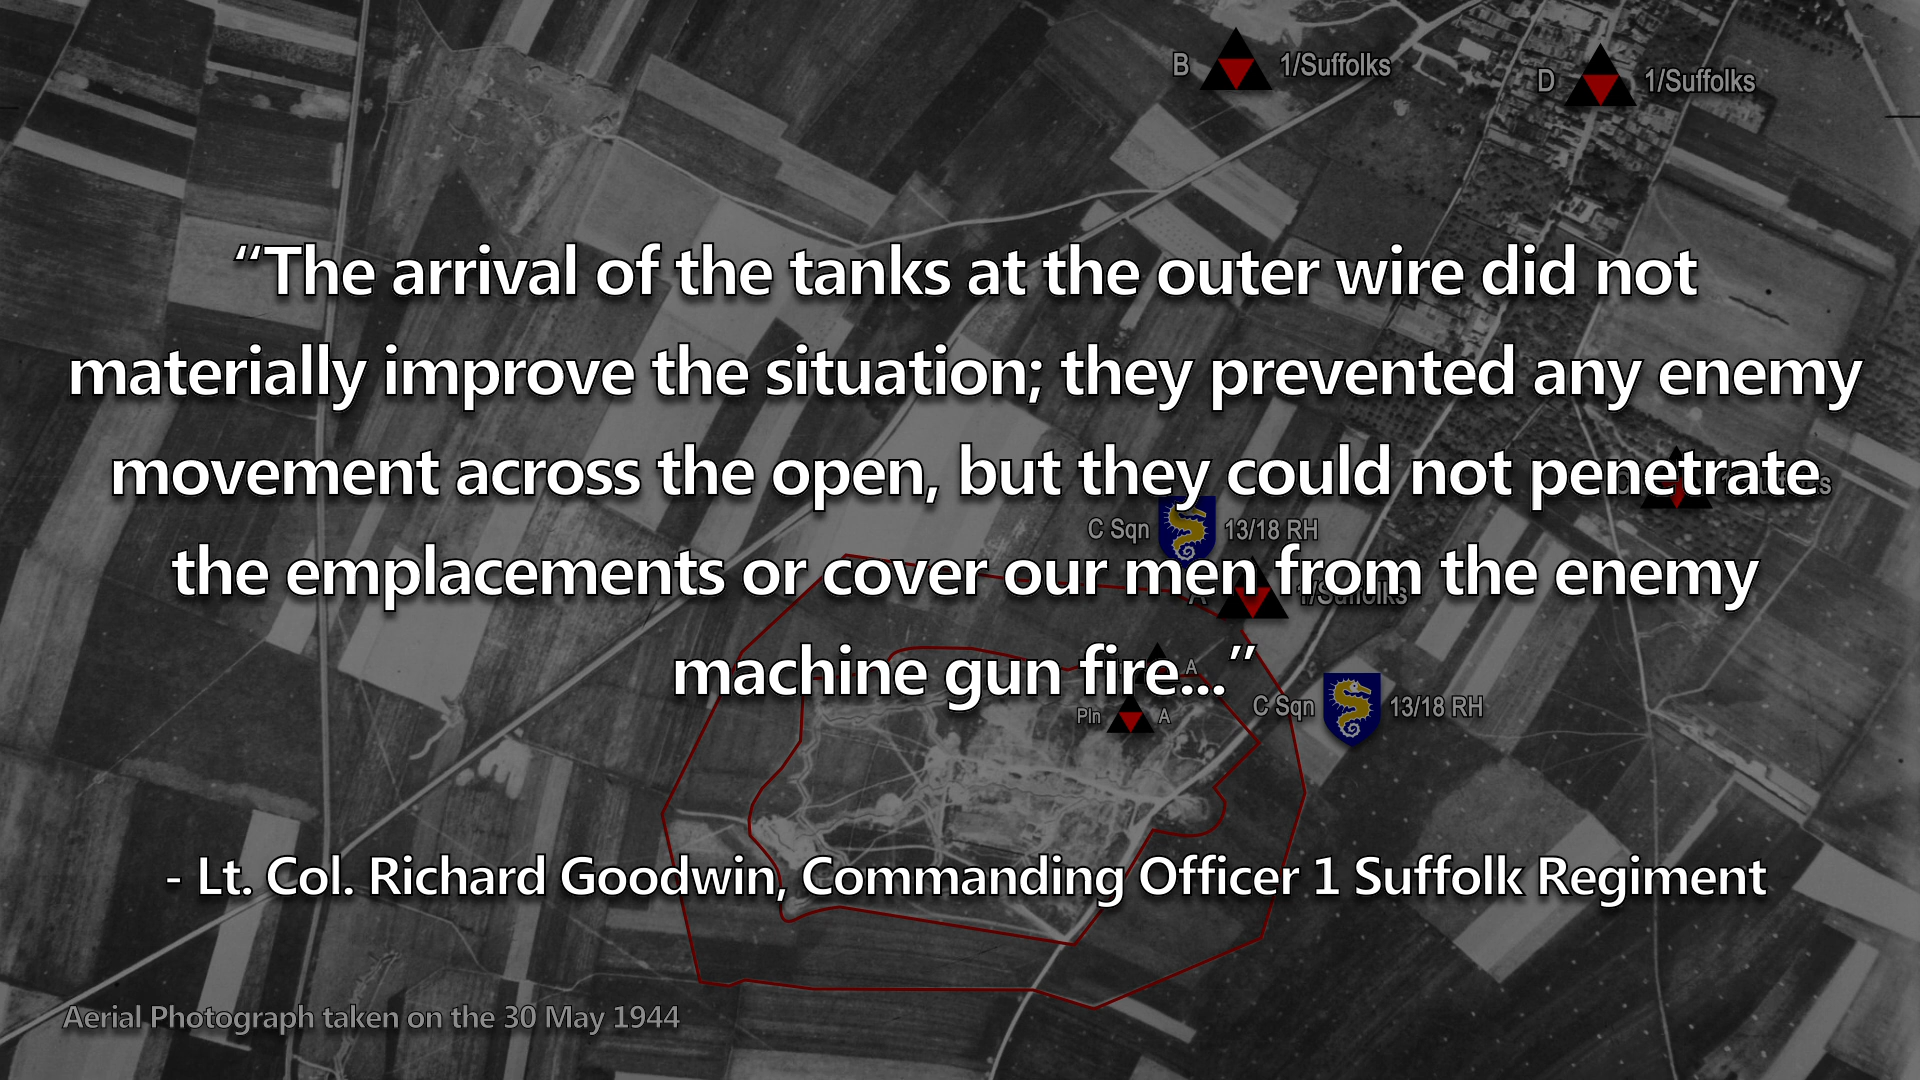 B 1/Suffolks
D 1/Suffolks
“The arrival of the tanks at the outer wire did not
materially improve the situation; they prevented any enemy
movement across the open, but they could not penetrate
C Sqn 13/18 RH
the emplacements or cover our men from the enemy
A 1/Suffolks
machine gun fire...”
A
Pln A
C Sqn 13/18 RH
- Lt. Col. Richard Goodwin, Commanding Officer 1 Suffolk Regiment
Aerial Photograph taken on the 30 May 1944